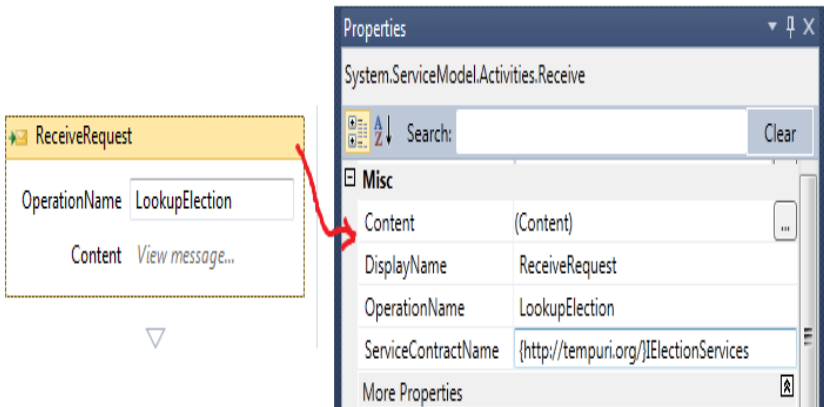 ReceiveRequest
OperationName LookupElection
Content View message...
Properties
System.ServiceModel.Activities.Receive
A Z Search: Clear
Misc
Content (Content) ...
DisplayName ReceiveRequest
OperationName LookupElection
ServiceContractName {http://tempuri.org/}IElectionServices
More Properties